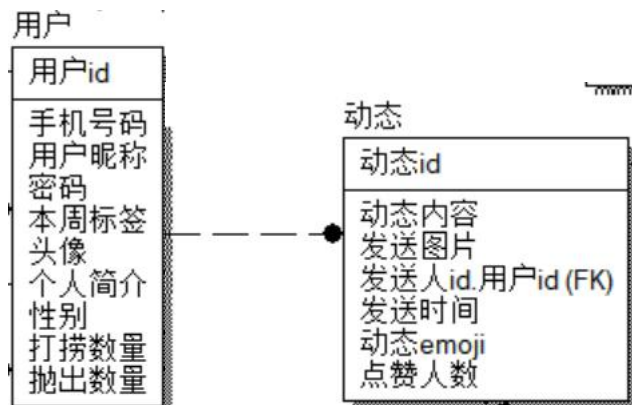 用户
用户id
手机号码
用户昵称
密码
本周标签
头像
个人简介
性别
打捞数量
抛出数量
动态
动态id
动态内容
发送图片
发送人id.用户id (FK)
发送时间
动态emoji
点赞人数